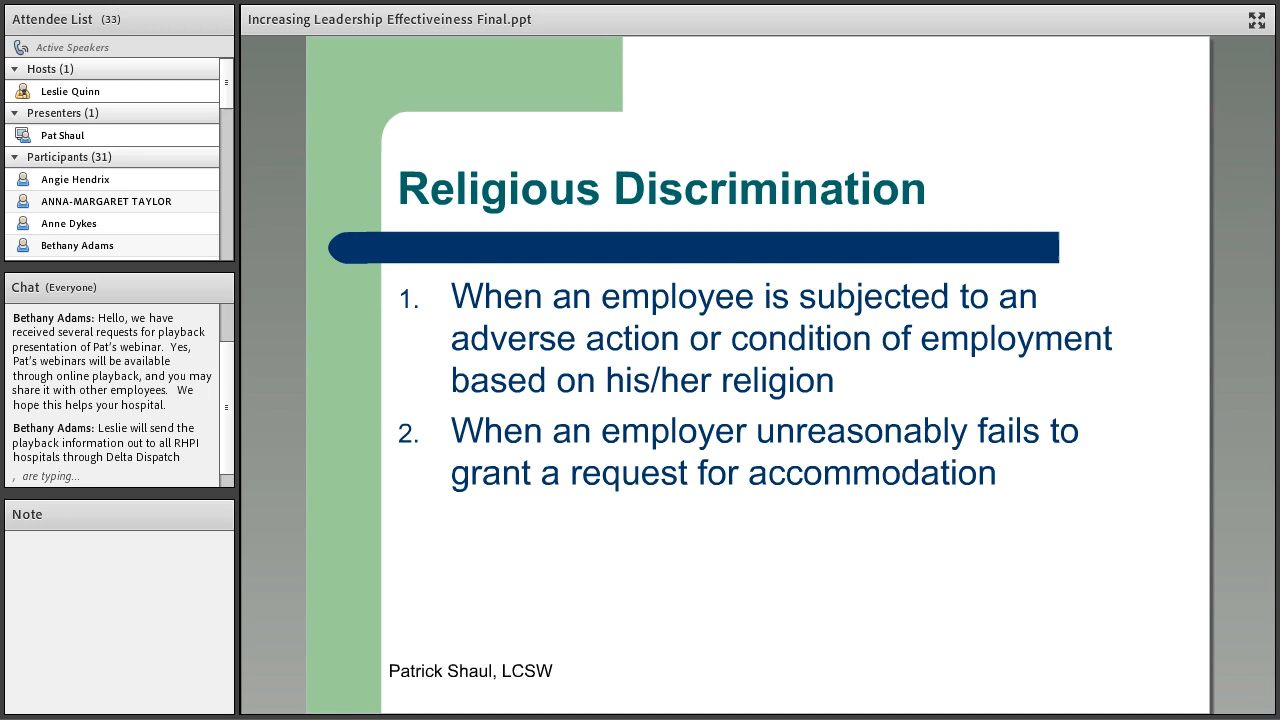 Attendee List (33)
Active Speakers
Hosts (1)
Leslie Quinn
Presenters (1)
Pat Shaul
Participants (31)
Angie Hendrix
ANNA-MARGARET TAYLOR
Anne Dykes
Bethany Adams
Chat (Everyone)
Bethany Adams: Hello, we have
received several requests for playback
presentation of Pat's webinar. Yes,
Pat's webinars will be available
through online playback, and you may
share it with other employees. We
hope this helps your hospital.
Bethany Adams: Leslie will send the
playback information out to all RHPI
hospitals through Delta Dispatch
, are typing...
Note
Increasing Leadership Effectiveiness Final.ppt
Religious Discrimination
1. When an employee is subjected to an
adverse action or condition of employment
based on his/her religion
2. When an employer unreasonably fails to
grant a request for accommodation
Patrick Shaul, LCSW